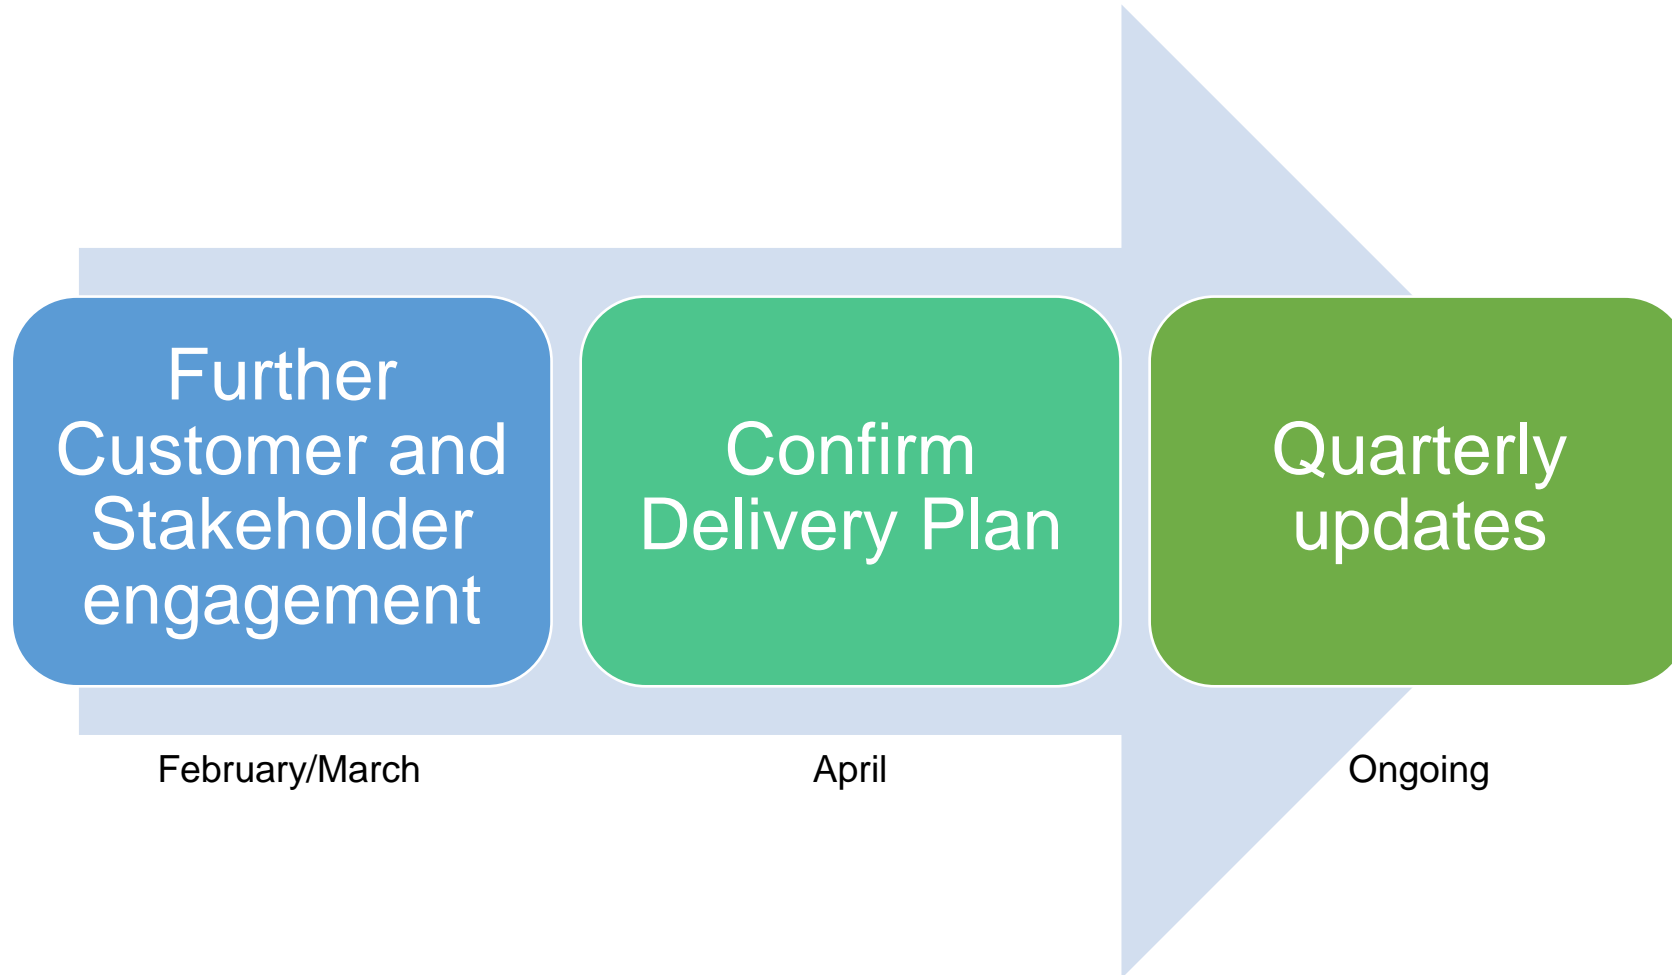 Further
Customer and
Stakeholder
engagement
Confirm
Delivery Plan
Quarterly
updates
February/March
April
Ongoing